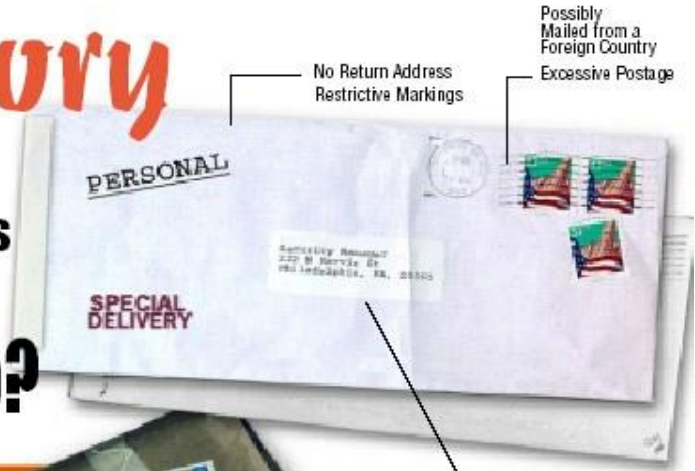 ory
Possibly
Mailed from a
Foreign Country
No Return Address
Restrictive Markings
Excessive Postage
PERSONAL
s
SPECIAL
DELIVERY
?